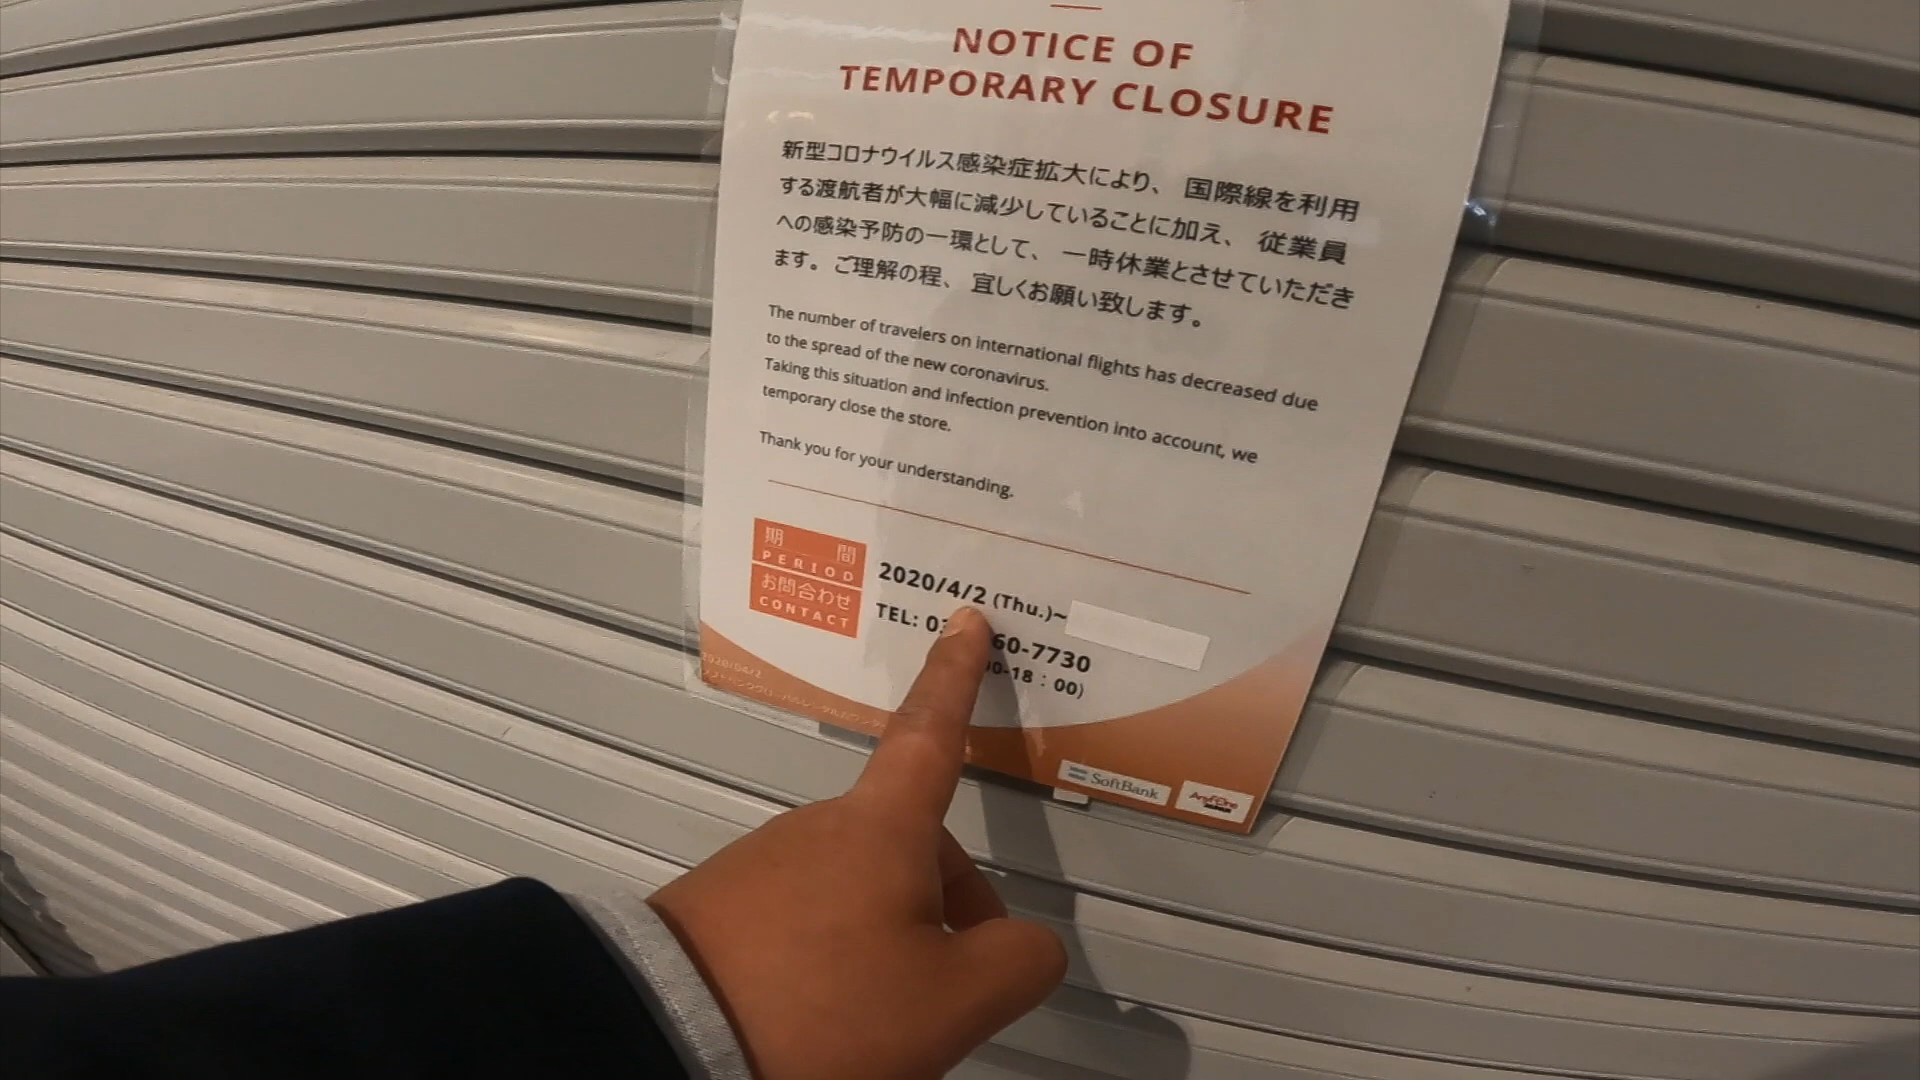 NOTICE OF
TEMPORARY CLOSURE
新型コロナウイルス感染症拡大により、 国際線を利用
する渡航者が大幅に減少していることに加え、 従業員
への感染予防の一環として、 一時休業とさせていただき
ます。ご理解の程、 宜しくお願い致します。
The number of travelers on international flights has decreased due
to the spread of the new coronavirus.
Taking this situation and infection prevention into account, we
temporary close the store.
Thank you for your understanding.
期 間
PERIOD
2020/4/2 (Thu.)~
お問合わせ
CONTACT
TEL: 03 60-7730
0-18：00)
2020/04/2
SoftBank